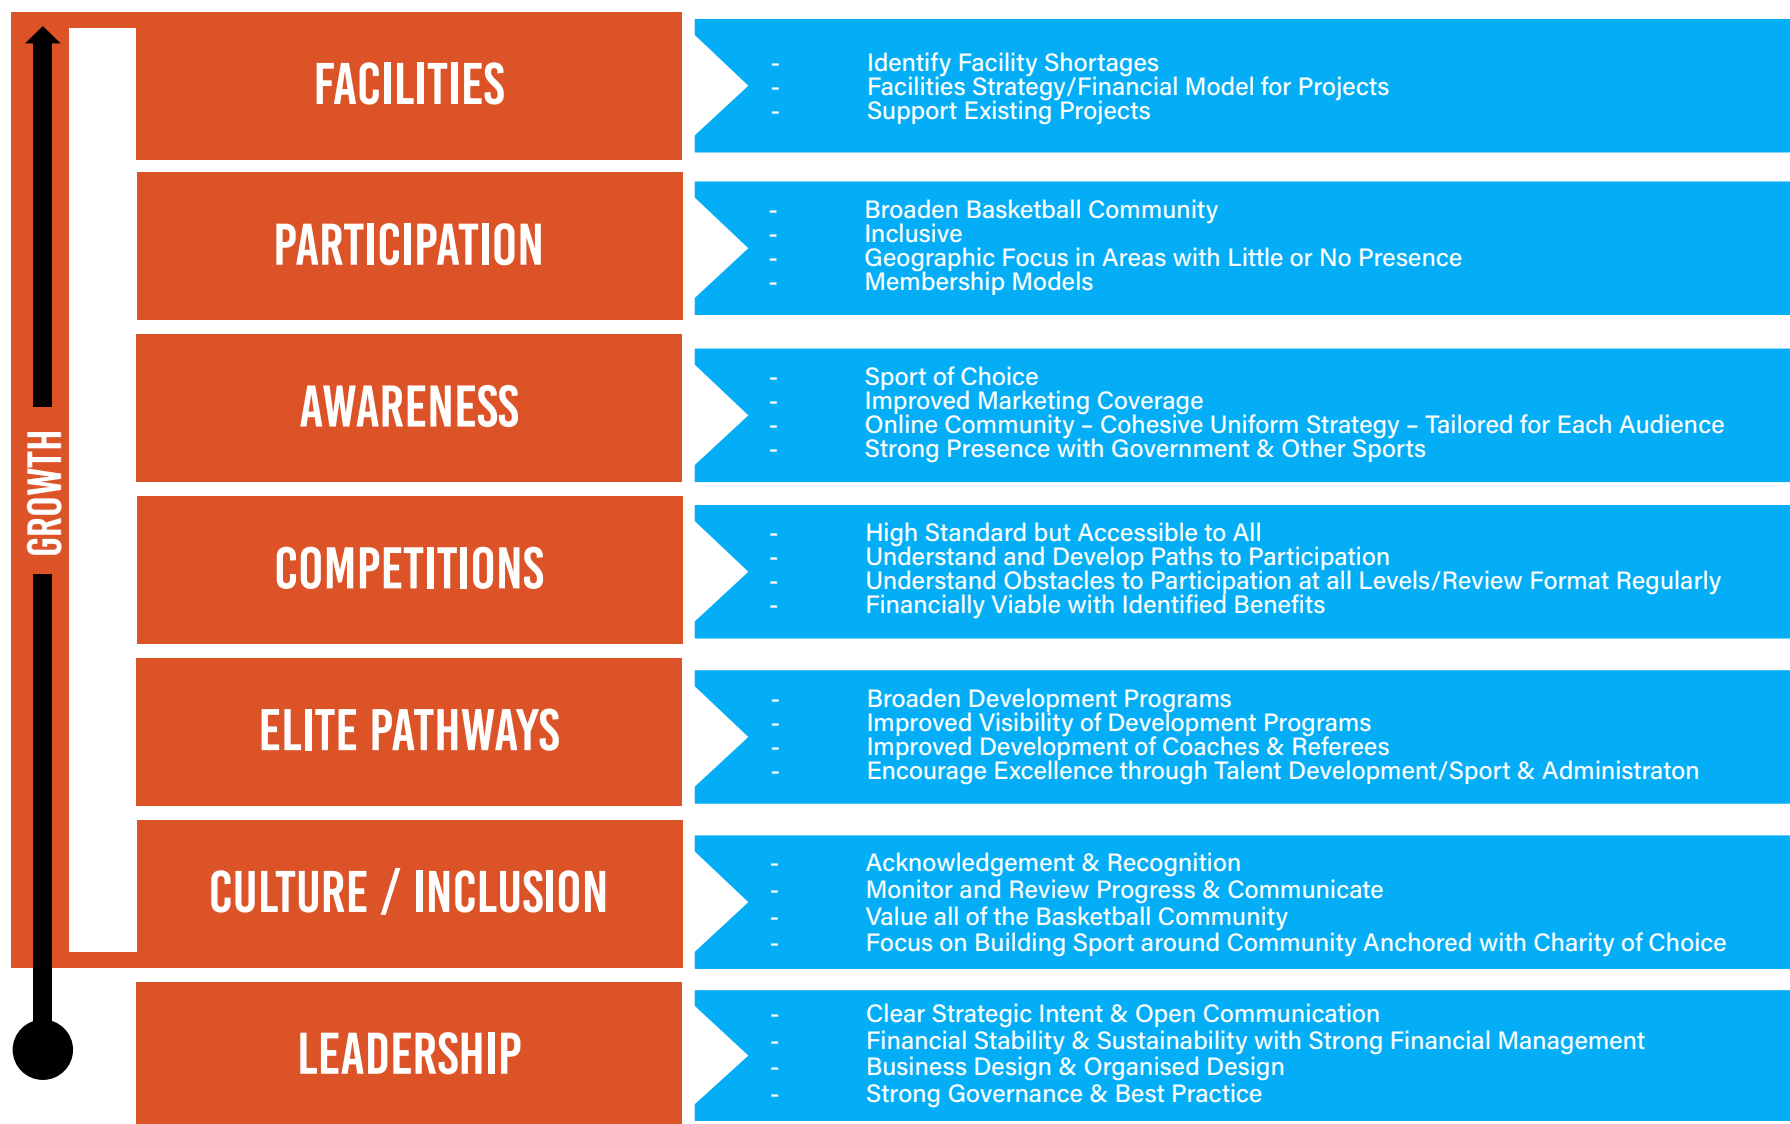 GROWTH
FACILITIES
- Identify Facility Shortages
- Facilities Strategy/Financial Model for Projects
- Support Existing Projects
PARTICIPATION
- Broaden Basketball Community
- Inclusive
- Geographic Focus in Areas with Little or No Presence
- Membership Models
AWARENESS
- Sport of Choice
- Improved Marketing Coverage
- Online Community – Cohesive Uniform Strategy – Tailored for Each Audience
- Strong Presence with Government & Other Sports
COMPETITIONS
- High Standard but Accessible to All
- Understand and Develop Paths to Participation
- Understand Obstacles to Participation at all Levels/Review Format Regularly
- Financially Viable with Identified Benefits
ELITE PATHWAYS
- Broaden Development Programs
- Improved Visibility of Development Programs
- Improved Development of Coaches & Referees
- Encourage Excellence through Talent Development/Sport & Administraton
CULTURE / INCLUSION
- Acknowledgement & Recognition
- Monitor and Review Progress & Communicate
- Value all of the Basketball Community
- Focus on Building Sport around Community Anchored with Charity of Choice
LEADERSHIP
- Clear Strategic Intent & Open Communication
- Financial Stability & Sustainability with Strong Financial Management
- Business Design & Organised Design
- Strong Governance & Best Practice